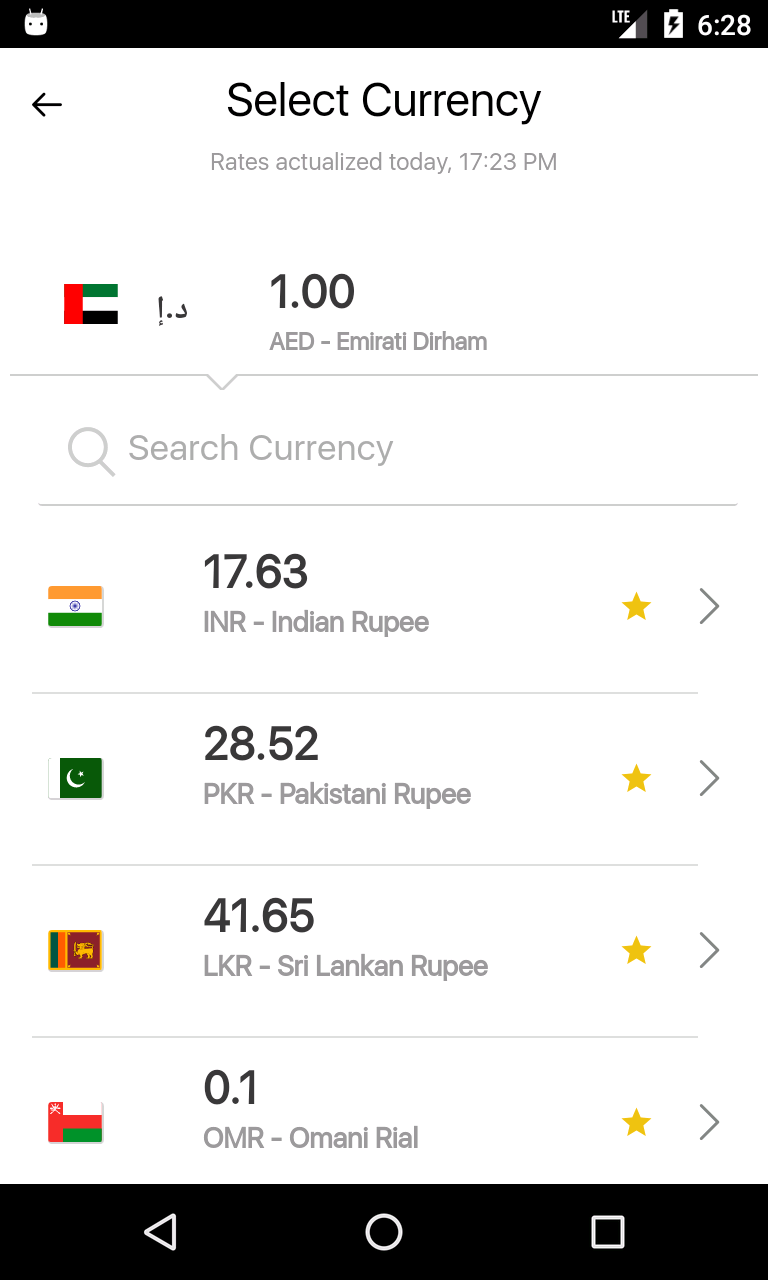 LTE 6:28
Select Currency
Rates actualized today, 17:23 PM
د.إ
1.00
AED - Emirati Dirham
Search Currency
17.63
INR - Indian Rupee
28.52
PKR - Pakistani Rupee
41.65
LKR - Sri Lankan Rupee
0.1
OMR - Omani Rial